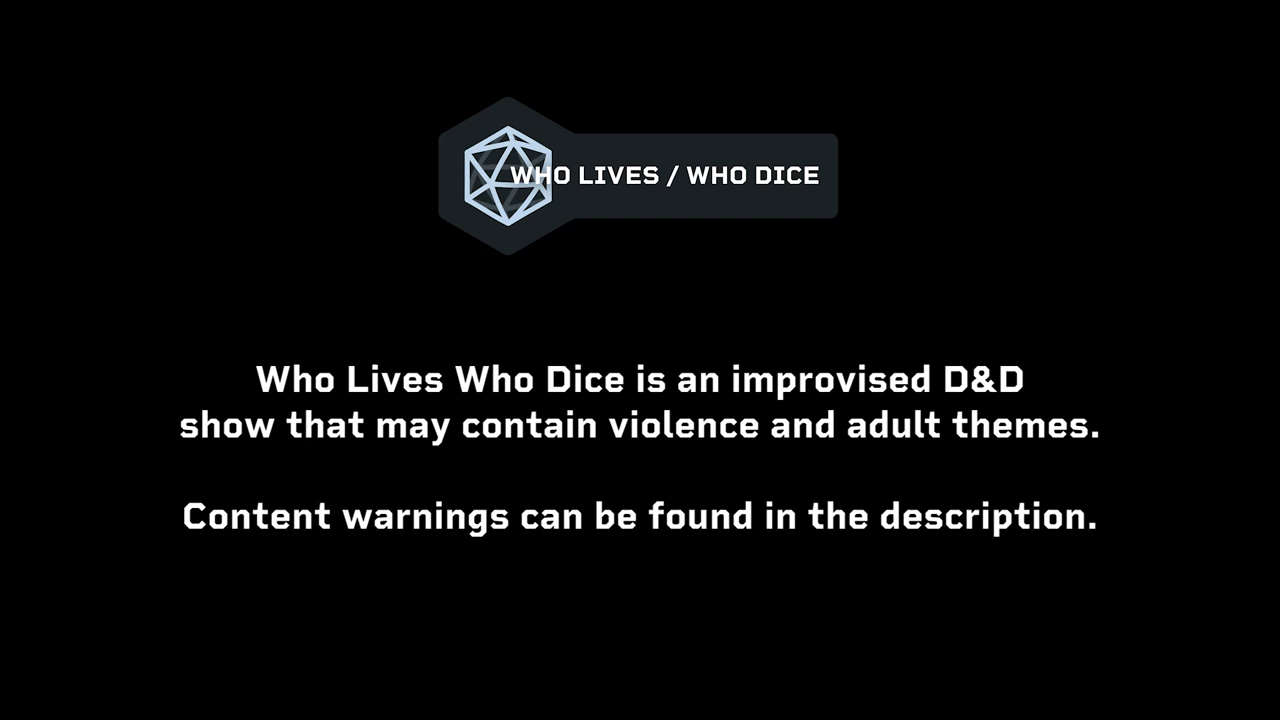 WHO LIVES / WHO DICE
Who Lives Who Dice is an improvised D&D
show that may contain violence and adult themes.
Content warnings can be found in the description.